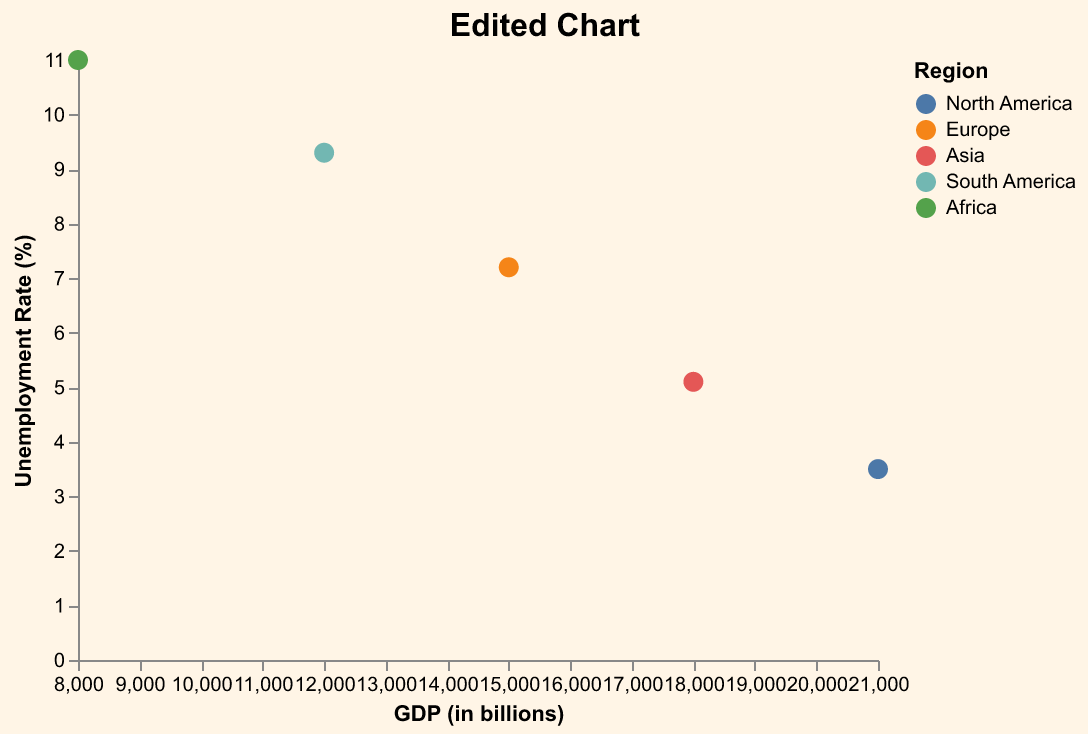 Edited Chart
Region
North America
Europe
Asia
South America
Africa
Unemployment Rate (%)
11
10
9
8
7
6
5
4
3
2
1
0
8,000 9,000 10,000 11,000 12,000 13,000 14,000 15,000 16,000 17,000 18,000 19,000 20,000 21,000
GDP (in billions)